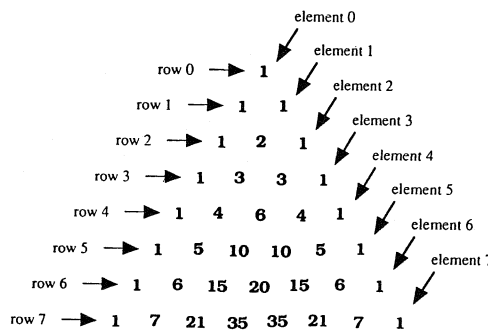 element 0
element 1
row 0 1
element 2
row 1 1 1
element 3
row 2 1 2 1
element 4
row 3 1 3 3 1
element 5
row 4 1 4 6 4 1
element 6
row 5 1 5 10 10 5 1
element 7
row 6 1 6 15 20 15 6 1
row 7 1 7 21 35 35 21 7 1